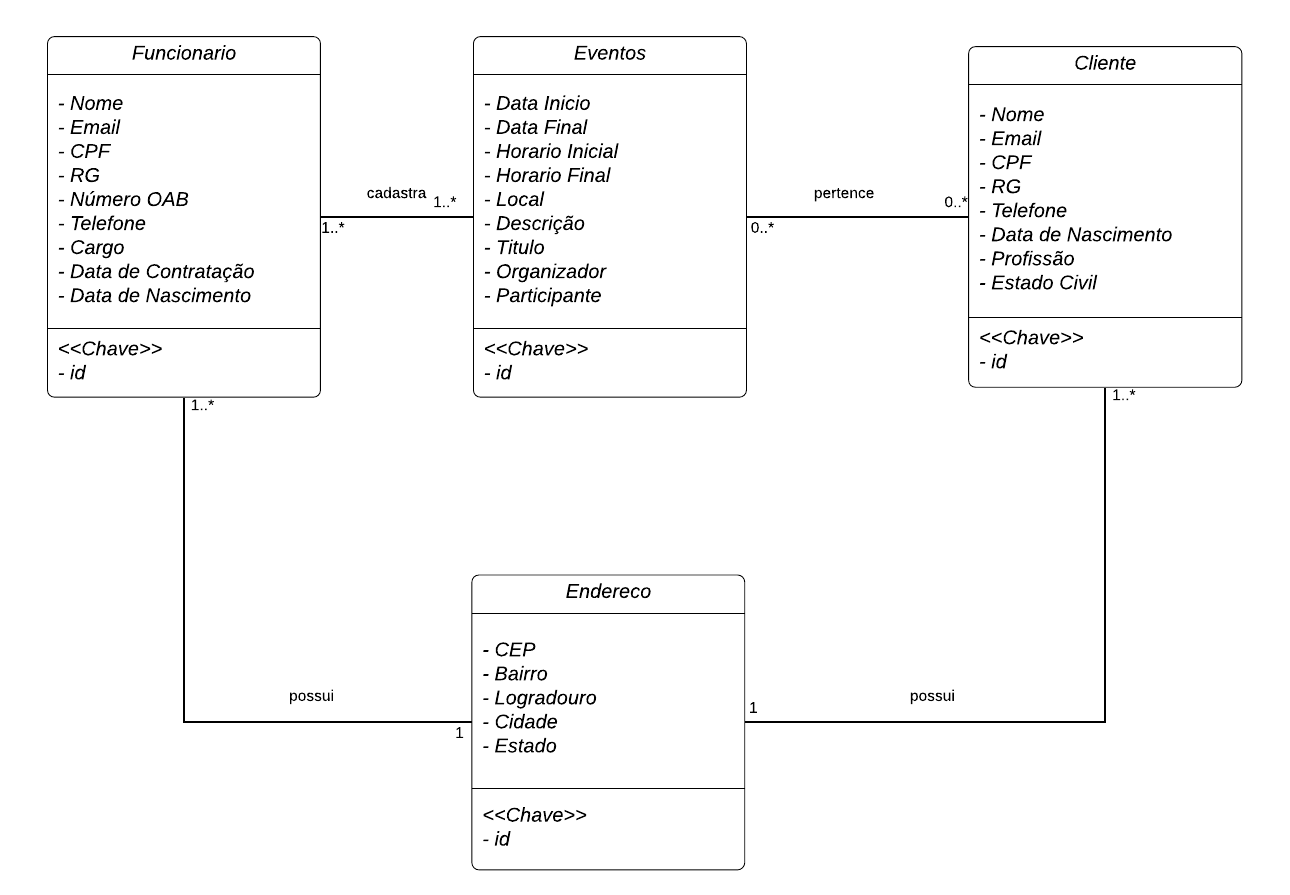 Funcionario
- Nome
- Email
- CPF
- RG
- Número OAB
- Telefone
- Cargo
- Data de Contratação
- Data de Nascimento
<<Chave>>
- id
1..*
cadastra
1..*
Eventos
- Data Inicio
- Data Final
- Horario Inicial
- Horario Final
- Local
- Descrição
- Titulo
- Organizador
- Participante
<<Chave>>
- id
0..*
pertence
0..*
Cliente
- Nome
- Email
- CPF
- RG
- Telefone
- Data de Nascimento
- Profissão
- Estado Civil
<<Chave>>
- id
1..*
possui
1
Endereco
- CEP
- Bairro
- Logradouro
- Cidade
- Estado
<<Chave>>
- id
1
possui
1..*